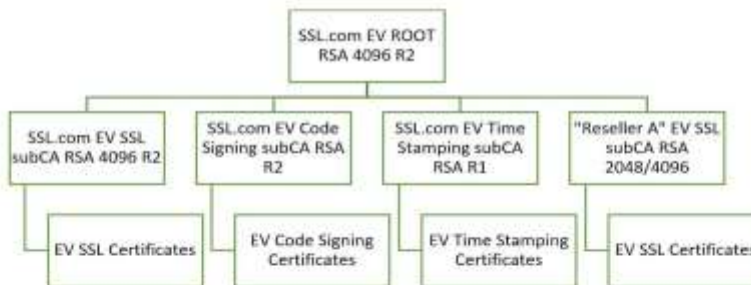 SSL.com EV ROOT
RSA 4096 R2
SSL.com EV SSL
subCA RSA 4096 R2
SSL.com EV Code
Signing subCA RSA
R2
SSL.com EV Time
Stamping subCA
RSA R1
"Reseller A" EV SSL
subCA RSA
2048/4096
EV SSL Certificates
EV Code Signing
Certificates
EV Time Stamping
Certificates
EV SSL Certificates